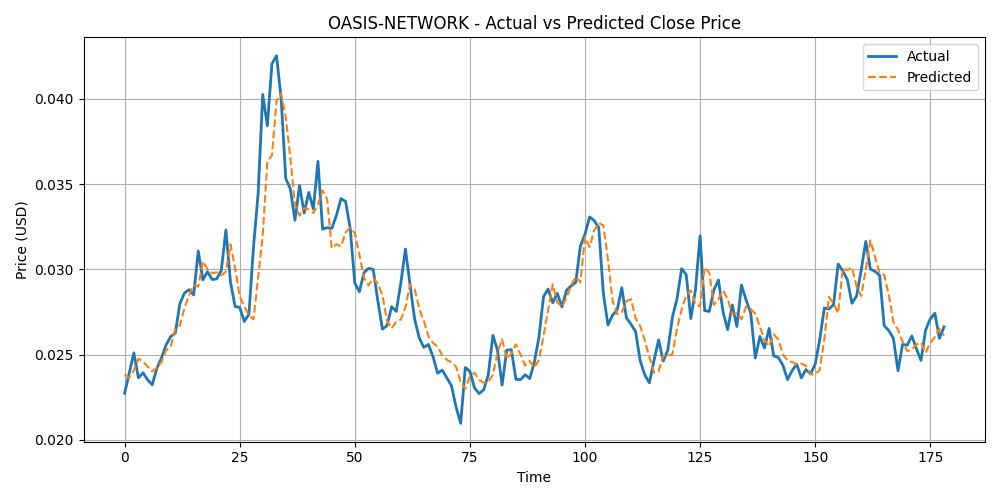 OASIS-NETWORK - Actual vs Predicted Close Price
Actual
Predicted
0.040
0.035
0.030
0.025
0.020
Price (USD)
0
25
50
75
100
125
150
175
Time